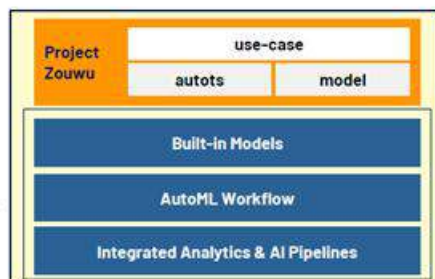 Project
Zouwu
use-case
autots model
Built-in Models
AutoML Workflow
Integrated Analytics & AI Pipelines